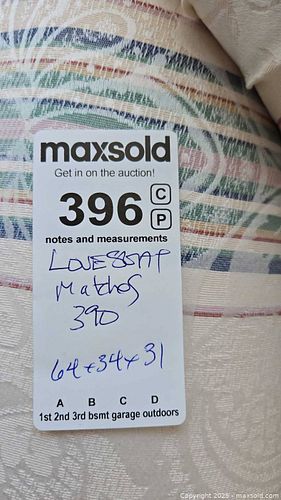 maxsold
Get in on the auction!
396 C
P
notes and measurements
LOVESEAT
Matches
390
64 x 34 x 31
A B C D
1st 2nd 3rd bsmt garage outdoors
Copyright 2025 - maxsold.com